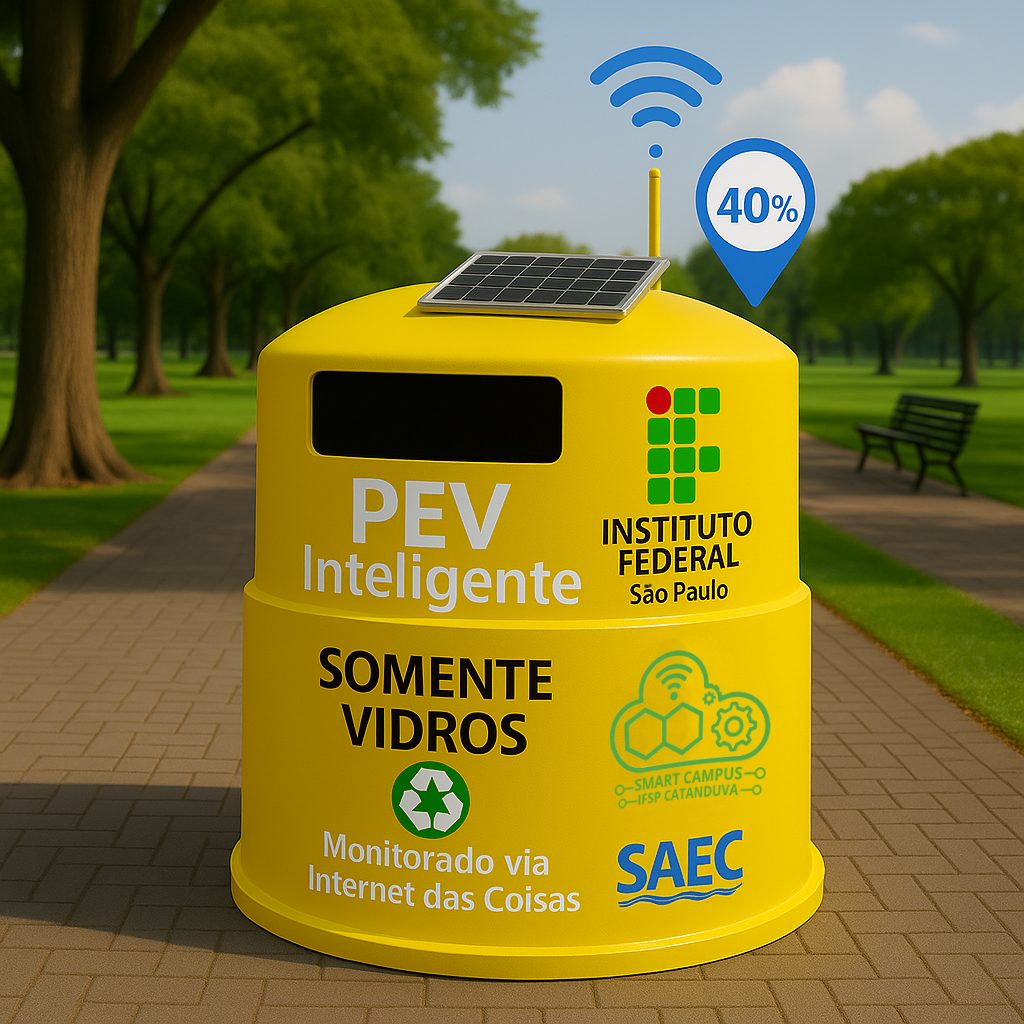 40%
PEV
Inteligente
INSTITUTO
FEDERAL
São Paulo
SOMENTE
VIDROS
SMART CAMPUS
IFSP CATANDUVA
Monitorado via
Internet das Coisas
SAEC